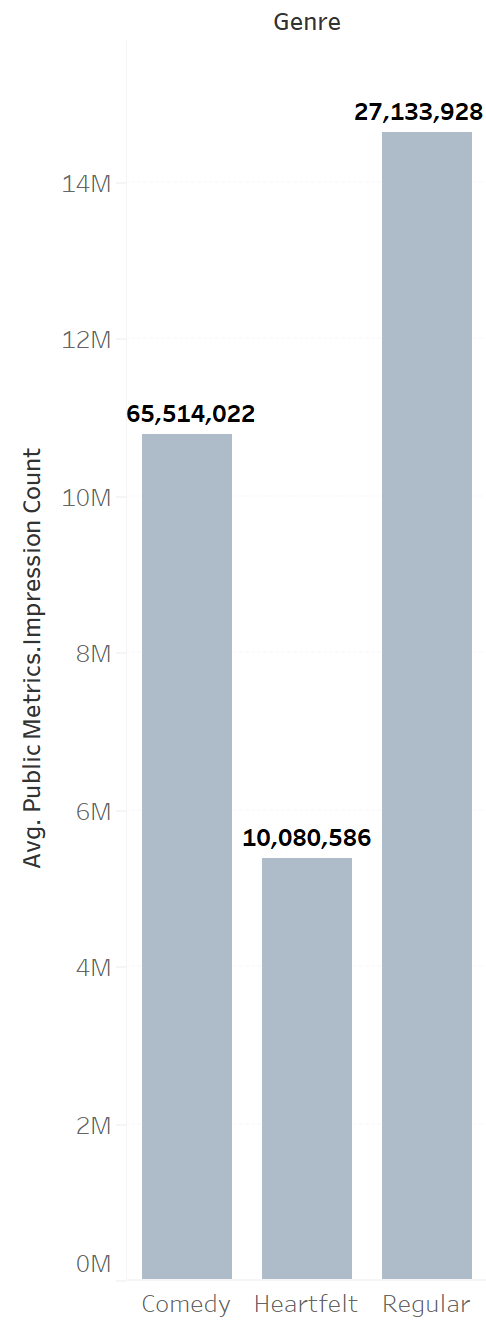 Genre
27,133,928
14M
12M
65,514,022
10M
8M
6M
10,080,586
4M
2M
0M
Avg. Public Metrics.Impression Count
Comedy Heartfelt Regular